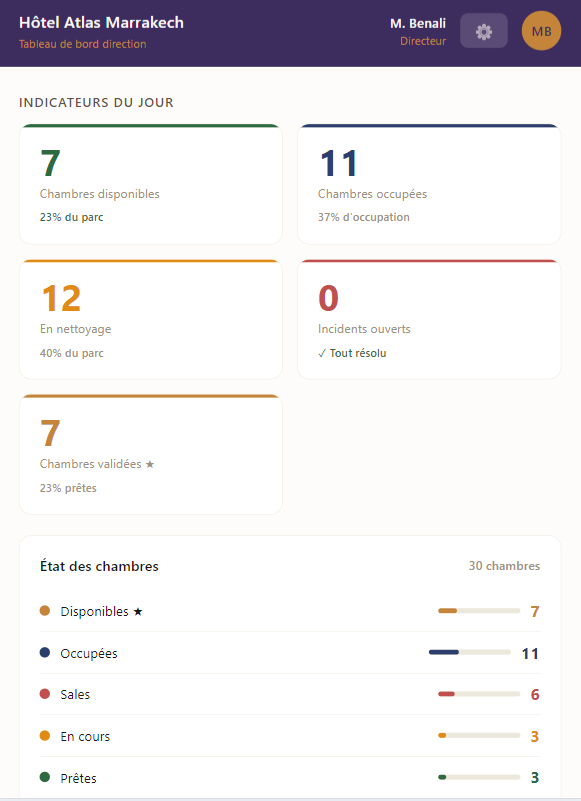 Hôtel Atlas Marrakech
Tableau de bord direction
M. Benali
Directeur
MB
INDICATEURS DU JOUR
7
Chambres disponibles
23% du parc
11
Chambres occupées
37% d'occupation
12
En nettoyage
40% du parc
0
Incidents ouverts
✓ Tout résolu
7
Chambres validées ★
23% prêtes
État des chambres
30 chambres
Disponibles ★ 7
Occupées 11
Sales 6
En cours 3
Prêtes 3